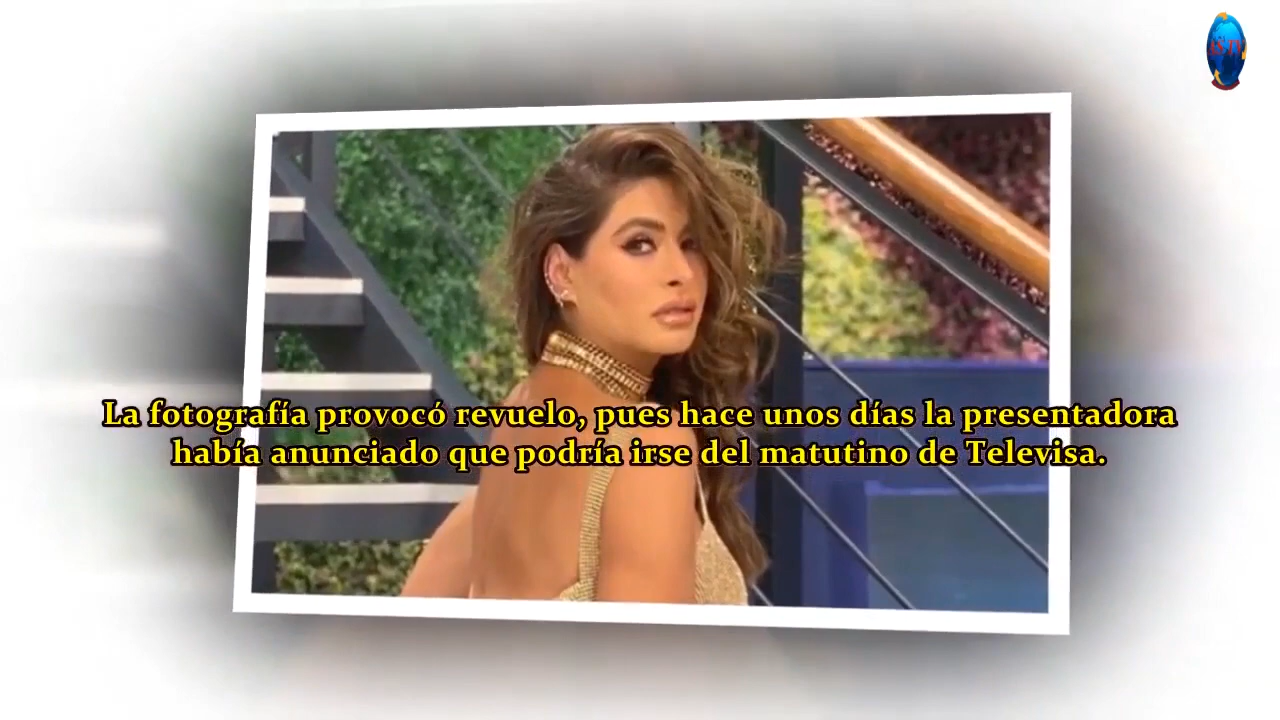 La fotografía provocó revuelo, pues hace unos días la presentadora
había anunciado que podría irse del matutino de Televisa.